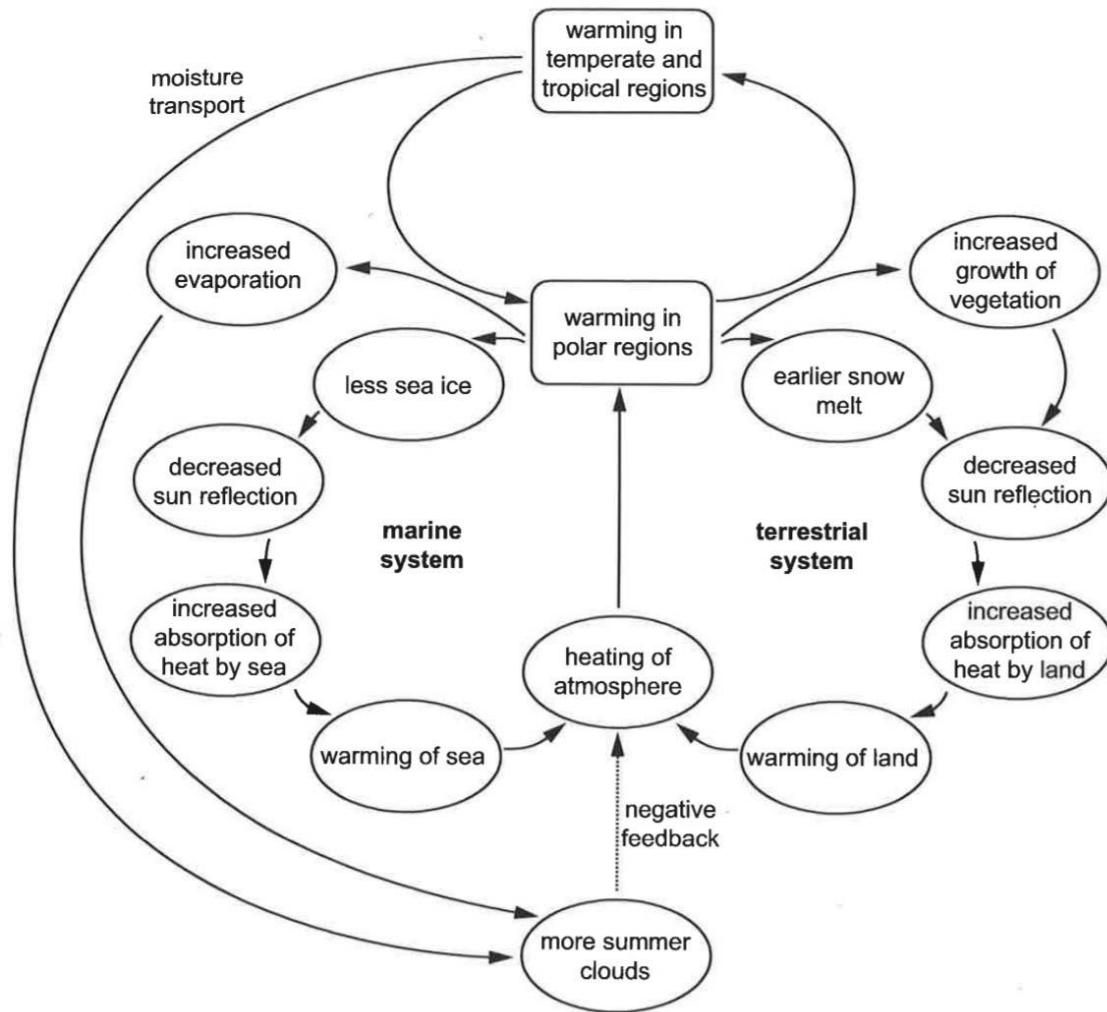 warming in
temperate and
tropical regions
moisture
transport
increased
evaporation
increased
growth of
vegetation
warming in
polar regions
less sea ice
earlier snow
melt
decreased
sun reflection
decreased
sun reflection
marine
system
terrestrial
system
increased
absorption of
heat by sea
heating of
atmosphere
increased
absorption of
heat by land
warming of sea
warming of land
negative
feedback
more summer
clouds